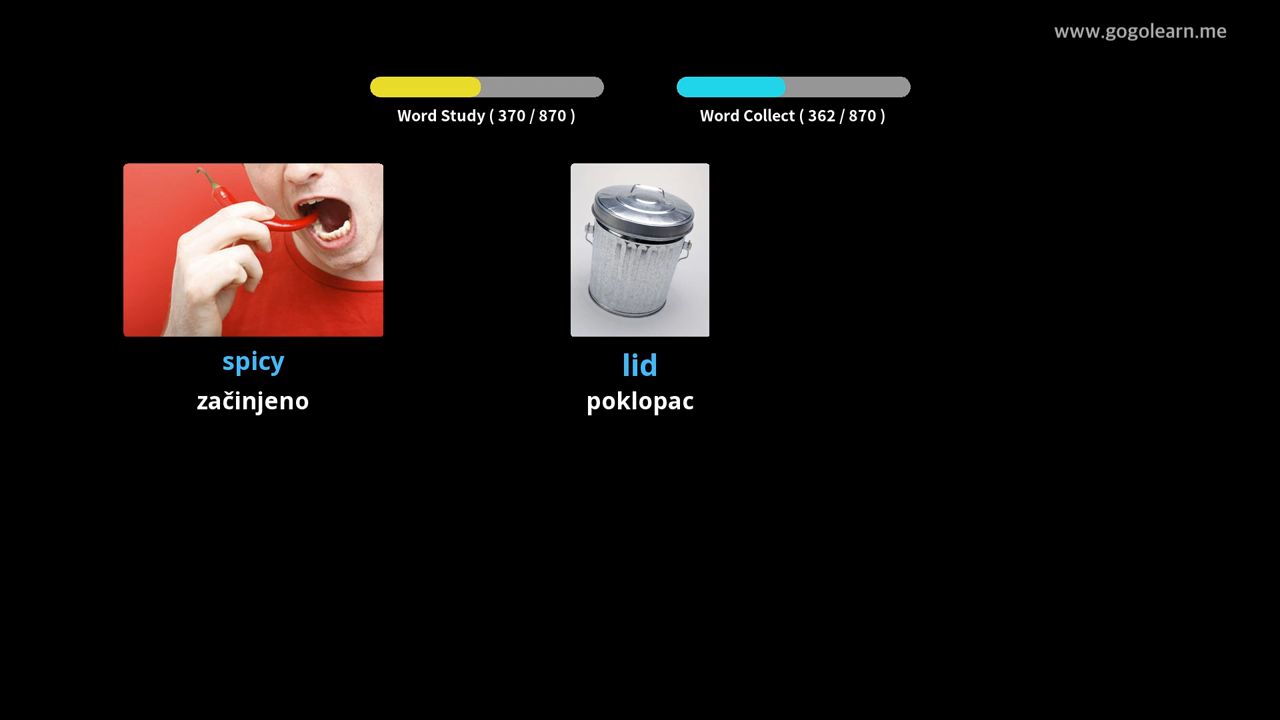 www.gogolearn.me
Word Study ( 370 / 870 )
Word Collect ( 362 / 870 )
spicy
začinjeno
lid
poklopac